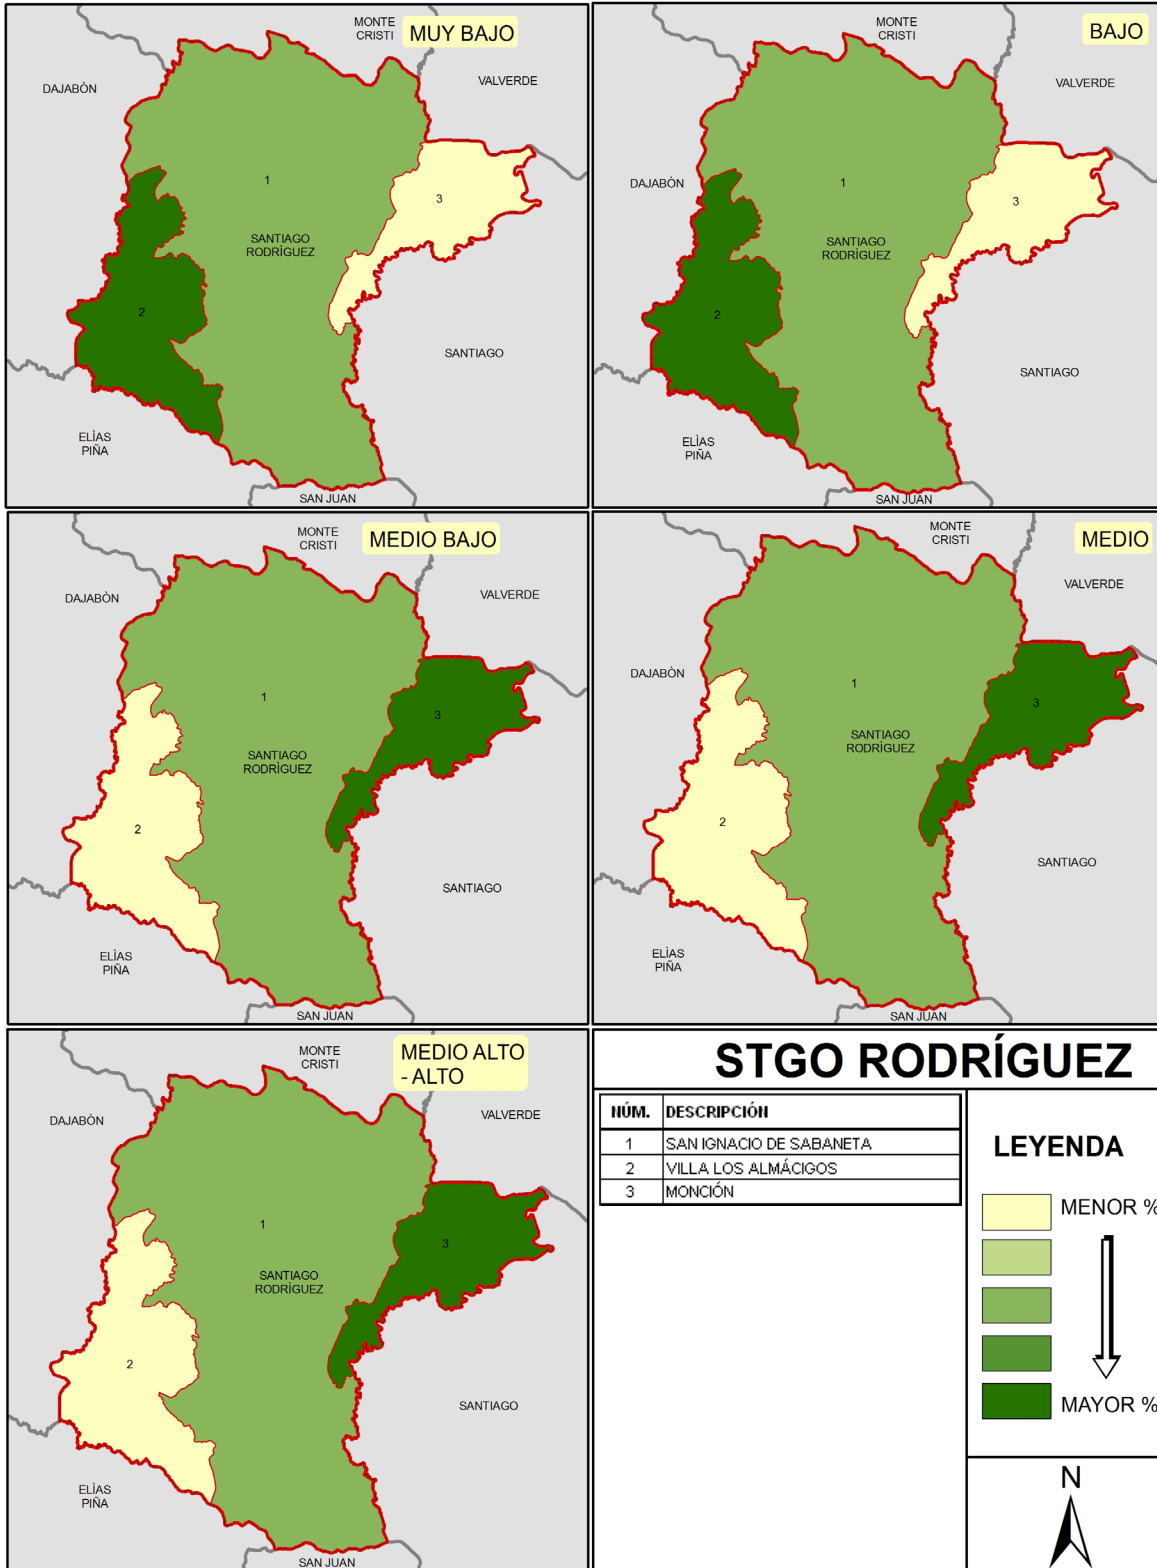 MONTE
CRISTI
MUY BAJO
DAJABÒN
VALVERDE
1
3
SANTIAGO
RODRÍGUEZ
2
SANTIAGO
ELÌAS
PIÑA
SAN JUAN
MONTE
CRISTI
BAJO
VALVERDE
DAJABÒN
1
3
SANTIAGO
RODRÍGUEZ
2
SANTIAGO
ELÌAS
PIÑA
SAN JUAN
MONTE
CRISTI
MEDIO BAJO
DAJABÒN
VALVERDE
1
3
SANTIAGO
RODRÍGUEZ
2
SANTIAGO
ELÌAS
PIÑA
SAN JUAN
MONTE
CRISTI
MEDIO
VALVERDE
DAJABÒN
1
3
SANTIAGO
RODRÍGUEZ
2
SANTIAGO
ELÌAS
PIÑA
SAN JUAN
MONTE
CRISTI
MEDIO ALTO
- ALTO
DAJABÒN
VALVERDE
1
3
SANTIAGO
RODRÍGUEZ
2
SANTIAGO
ELÌAS
PIÑA
SAN JUAN
STGO RODRÍGUEZ
NÚM. DESCRIPCIÓN
1 SAN IGNACIO DE SABANETA
2 VILLA LOS ALMÁCIGOS
3 MONCIÓN
LEYENDA
MENOR %
MAYOR %
N